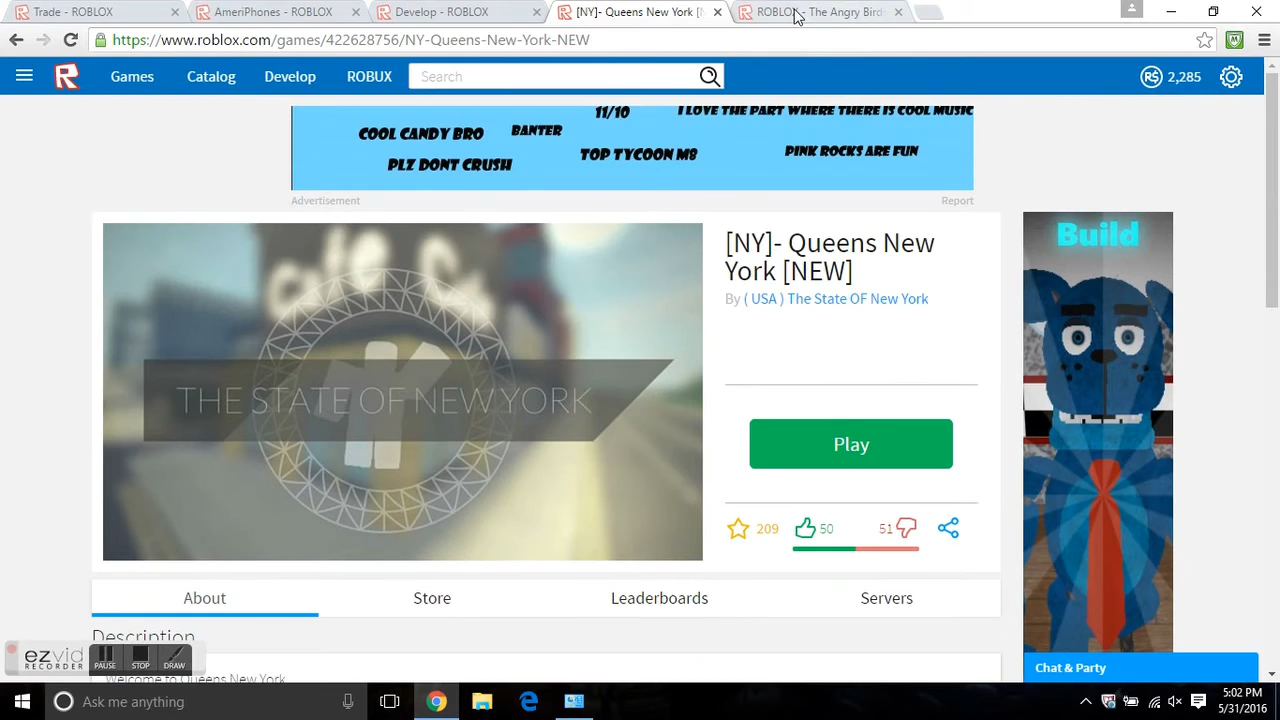 Trade - ROBLOX
AmeriPhones - ROBLOX
Develop - ROBLOX
[NY]- Queens New York [N
ROBLOX - The Angry Birds
https://www.roblox.com/games/422628756/NY-Queens-New-York-NEW
Games
Catalog
Develop
ROBUX
Search
R$ 2,285
11/10
I LOVE THE PART WHERE THERE IS COOL MUSIC
COOL CANDY BRO
BANTER
PLZ DONT CRUSH
TOP TYCOON M8
PINK ROCKS ARE FUN
Advertisement
Report
THE STATE OF NEW YORK
[NY]- Queens New
York [NEW]
By ( USA ) The State OF New York
Play
209
50
51
Build
About
Store
Leaderboards
Servers
Description
Welcome to Queens New York
ezvid
RECORDER
PAUSE
STOP
DRAW
Chat & Party
Ask me anything
5:02 PM
5/31/2016